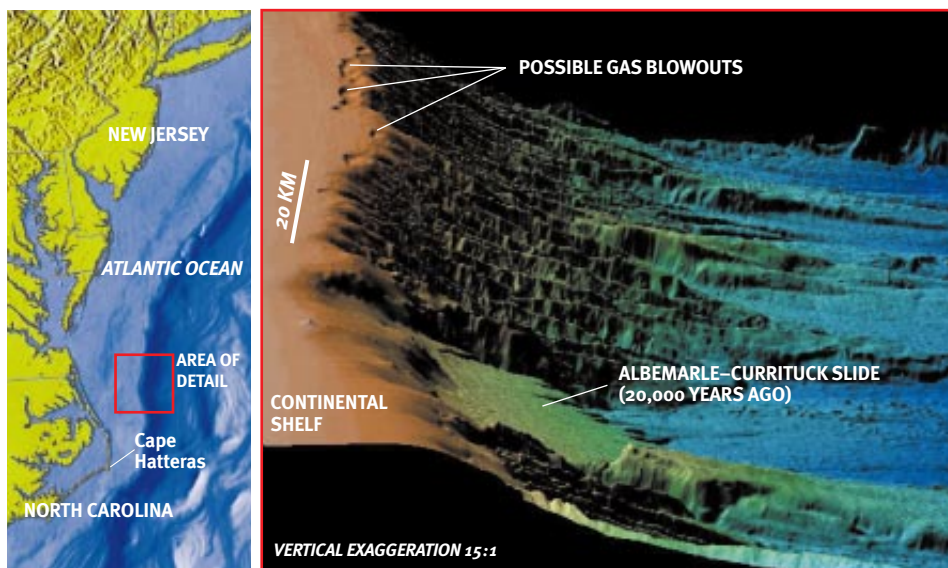 NEW JERSEY
ATLANTIC OCEAN
AREA OF
DETAIL
Cape
Hatteras
NORTH CAROLINA
POSSIBLE GAS BLOWOUTS
20 KM
ALBEMARLE–CURRITUCK SLIDE
(20,000 YEARS AGO)
CONTINENTAL
SHELF
VERTICAL EXAGGERATION 15:1